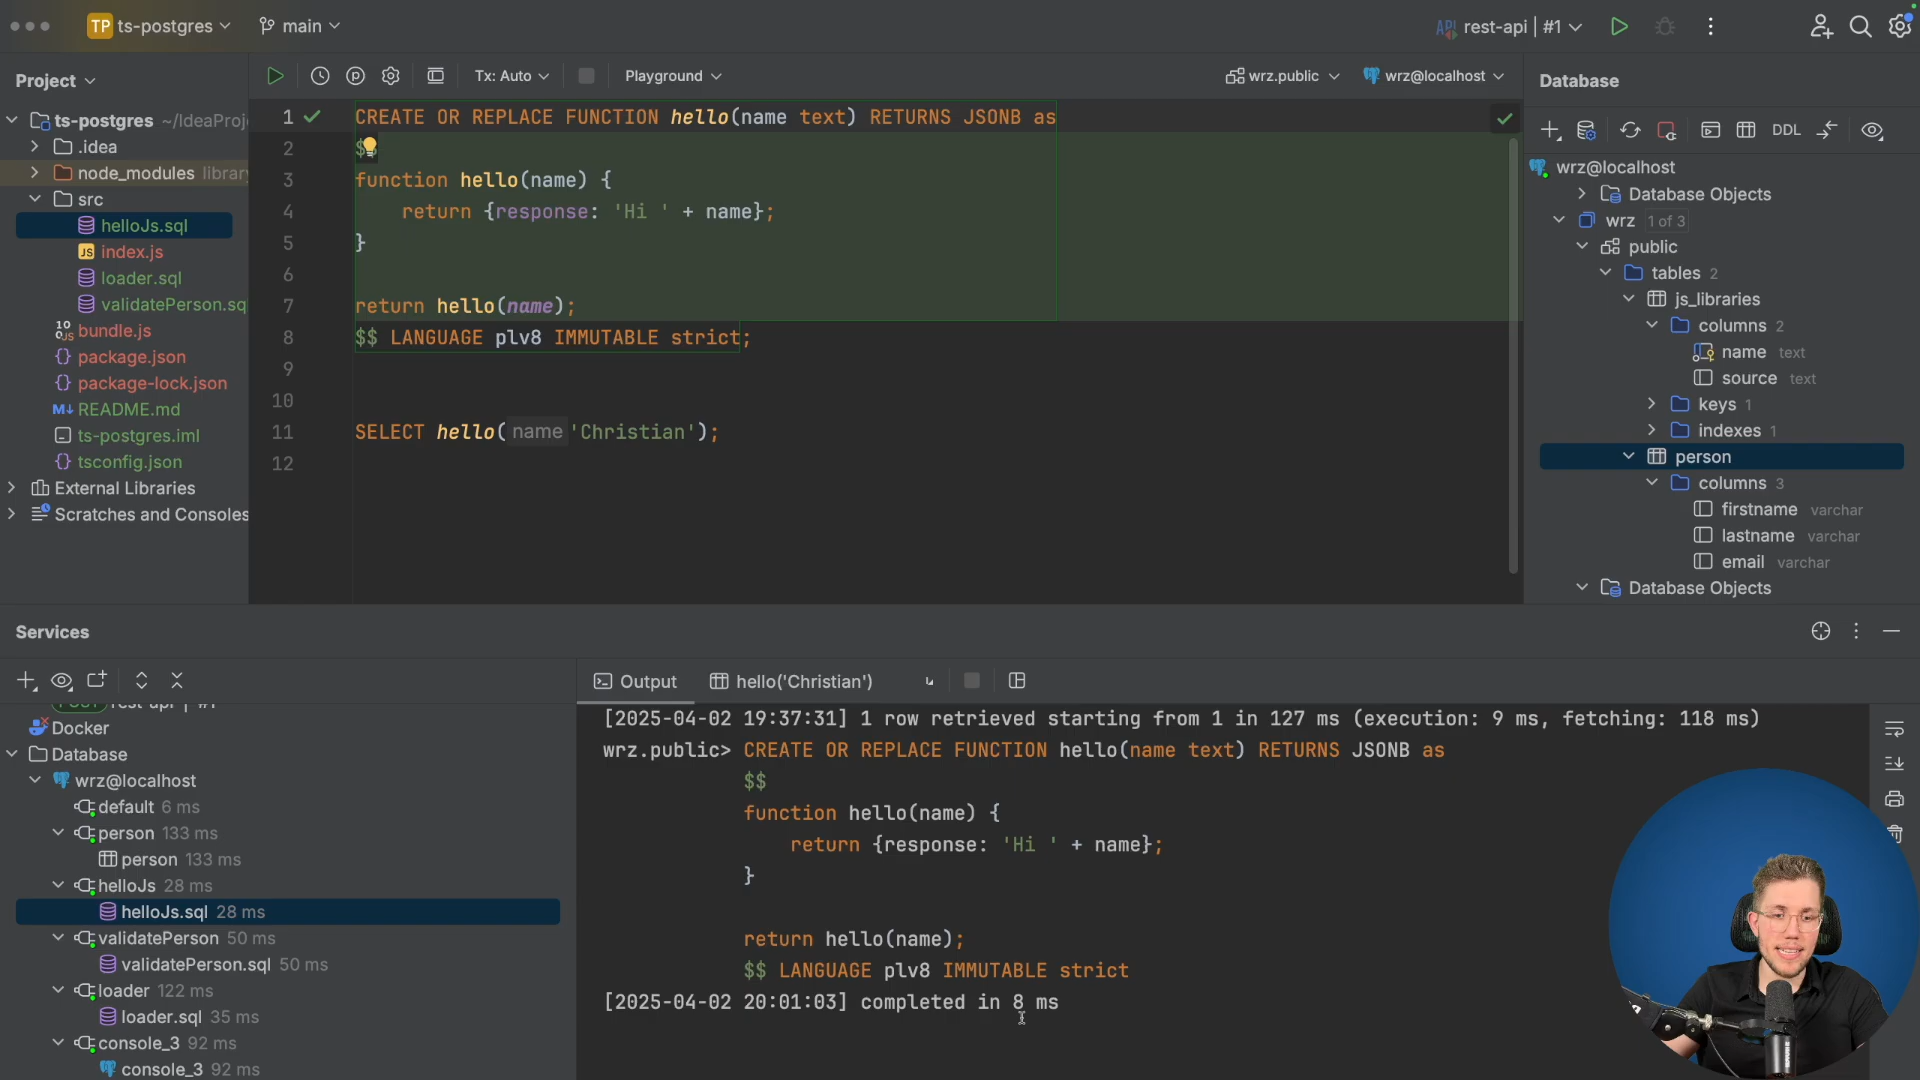 TP ts-postgres
main
API rest-api | #1
Project
Tx: Auto
Playground
wrz.public
wrz@localhost
Database
ts-postgres ~/IdeaProj
.idea
node_modules library
src
helloJs.sql
JS index.js
loader.sql
validatePerson.sq
bundle.js
package.json
package-lock.json
M↓ README.md
ts-postgres.iml
tsconfig.json
External Libraries
Scratches and Consoles
1 CREATE OR REPLACE FUNCTION hello(name text) RETURNS JSONB as
2 $
3 function hello(name) {
4 return {response: 'Hi ' + name};
5 }
6
7 return hello(name);
8 $$ LANGUAGE plv8 IMMUTABLE strict;
9
10
11 SELECT hello( name 'Christian');
12
DDL
wrz@localhost
Database Objects
wrz 1 of 3
public
tables 2
js_libraries
columns 2
name text
source text
keys 1
indexes 1
person
columns 3
firstname varchar
lastname varchar
email varchar
Database Objects
Services
Docker
Database
wrz@localhost
default 6 ms
person 133 ms
person 133 ms
helloJs 28 ms
helloJs.sql 28 ms
validatePerson 50 ms
validatePerson.sql 50 ms
loader 122 ms
loader.sql 35 ms
console_3 92 ms
console_3 92 ms
Output
hello('Christian')
[2025-04-02 19:37:31] 1 row retrieved starting from 1 in 127 ms (execution: 9 ms, fetching: 118 ms)
wrz.public> CREATE OR REPLACE FUNCTION hello(name text) RETURNS JSONB as
$$
function hello(name) {
return {response: 'Hi ' + name};
}
return hello(name);
$$ LANGUAGE plv8 IMMUTABLE strict
[2025-04-02 20:01:03] completed in 8 ms